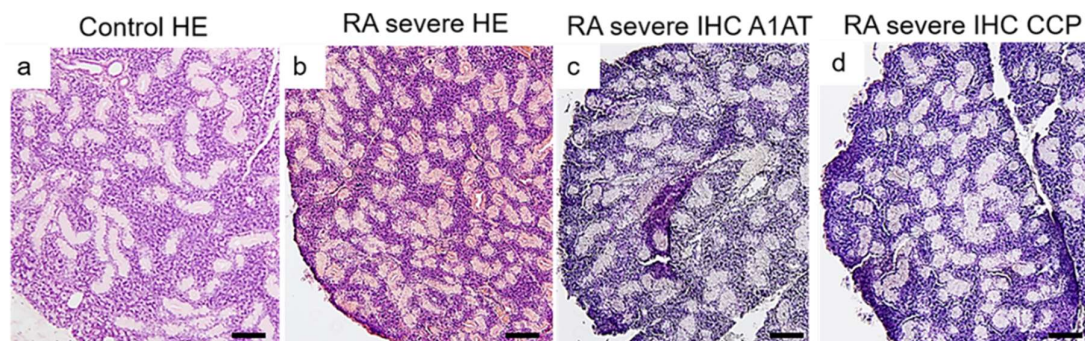 Control HE
RA severe HE
RA severe IHC A1AT
RA severe IHC CCP
a
b
c
d